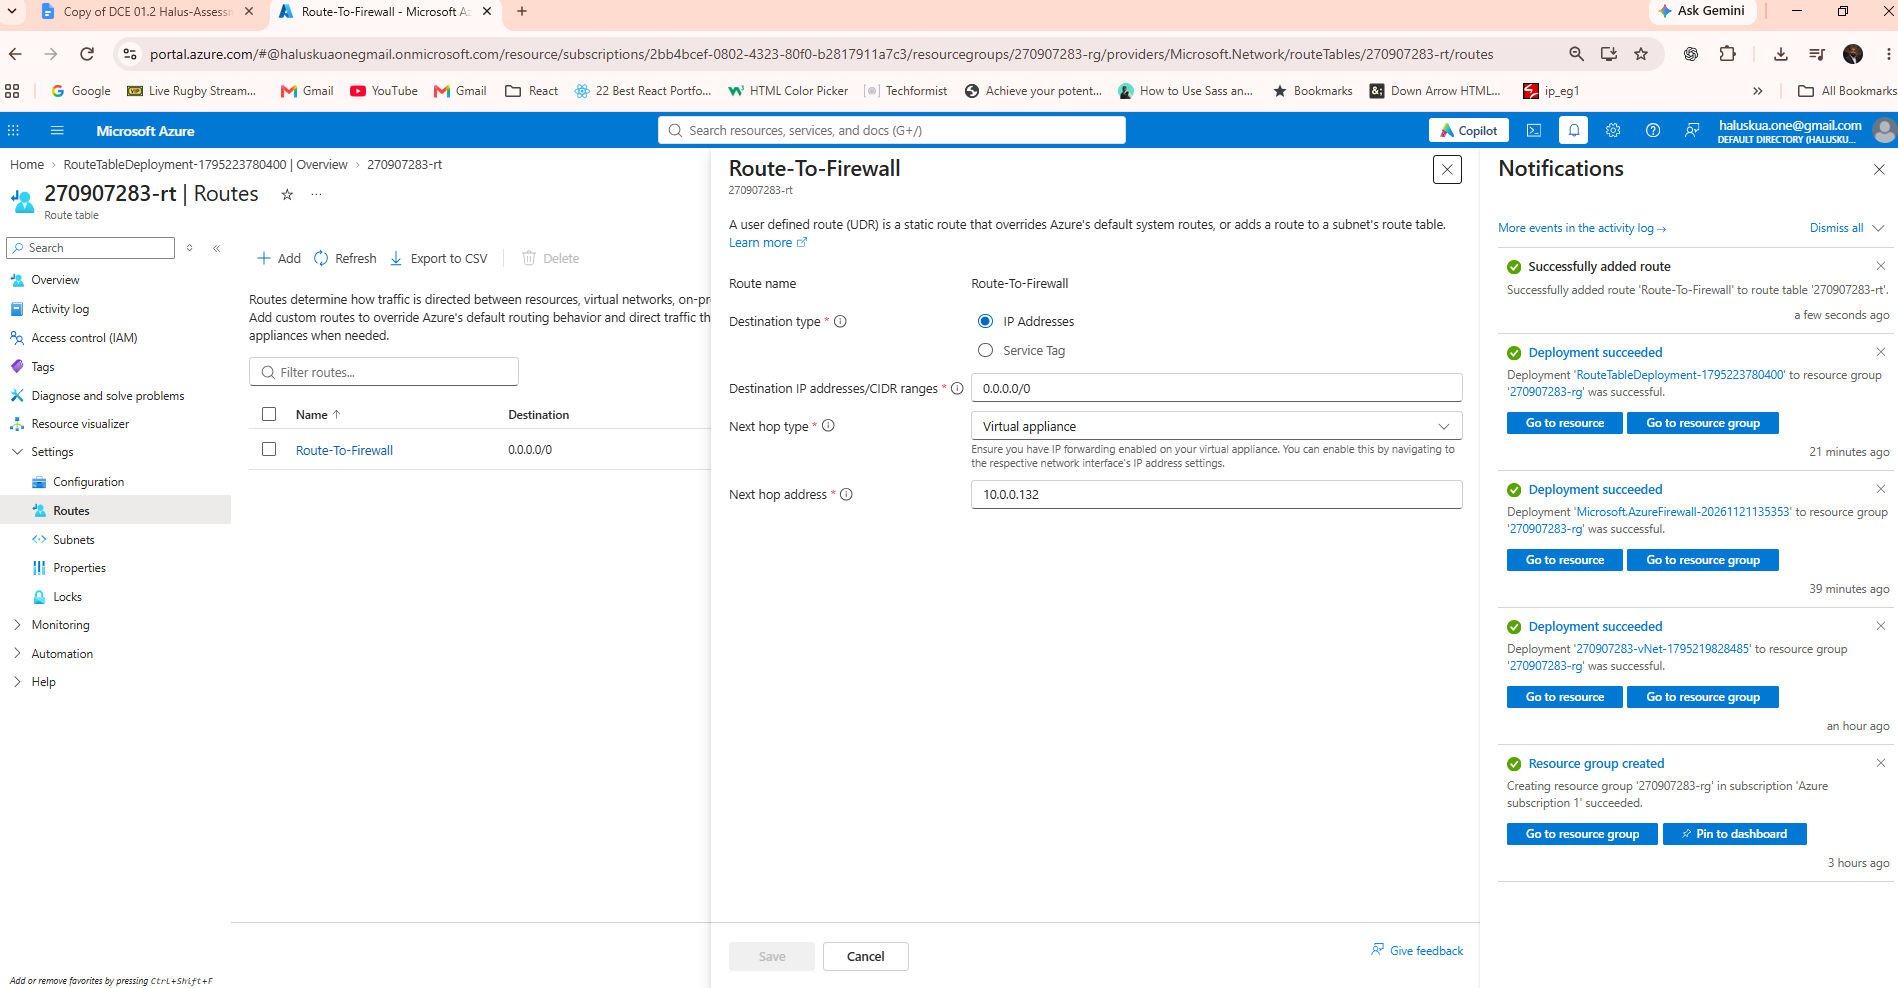 Copy of DCE 01.2 Halus-Assessn
Route-To-Firewall - Microsoft Az
Ask Gemini
portal.azure.com/#@haluskuaonegmail.onmicrosoft.com/resource/subscriptions/2bb4bcef-0802-4323-80f0-b2817911a7c3/resourcegroups/270907283-rg/providers/Microsoft.Network/routeTables/270907283-rt/routes
Google
VIP
Live Rugby Stream...
Gmail
YouTube
Gmail
React
22 Best React Portfo...
HTML Color Picker
Techformist
Achieve your potent...
How to Use Sass an...
Bookmarks
Down Arrow HTML...
ip_eg1
All Bookmarks
Microsoft Azure
Search resources, services, and docs (G+/)
Copilot
haluskua.one@gmail.com
DEFAULT DIRECTORY (HALUSKU...
Home > RouteTableDeployment-1795223780400 | Overview > 270907283-rt
270907283-rt | Routes
Route table
Search
Overview
Activity log
Access control (IAM)
Tags
Diagnose and solve problems
Resource visualizer
Settings
Configuration
Routes
Subnets
Properties
Locks
Monitoring
Automation
Help
Add or remove favorites by pressing Ctrl+Shift+F
Add
Refresh
Export to CSV
Delete
Routes determine how traffic is directed between resources, virtual networks, on-pr
Add custom routes to override Azure's default routing behavior and direct traffic th
appliances when needed.
Filter routes...
Name ↑
Destination
Route-To-Firewall
0.0.0.0/0
Route-To-Firewall
270907283-rt
A user defined route (UDR) is a static route that overrides Azure's default system routes, or adds a route to a subnet's route table.
Learn more
Route name
Route-To-Firewall
Destination type *
IP Addresses
Service Tag
Destination IP addresses/CIDR ranges *
0.0.0.0/0
Next hop type *
Virtual appliance
Ensure you have IP forwarding enabled on your virtual appliance. You can enable this by navigating to
the respective network interface's IP address settings.
Next hop address *
10.0.0.132
Save
Cancel
Give feedback
Notifications
More events in the activity log →
Dismiss all
Successfully added route
Successfully added route 'Route-To-Firewall' to route table '270907283-rt'.
a few seconds ago
Deployment succeeded
Deployment 'RouteTableDeployment-1795223780400' to resource group
'270907283-rg' was successful.
Go to resource
Go to resource group
21 minutes ago
Deployment succeeded
Deployment 'Microsoft.AzureFirewall-20261121135353' to resource group
'270907283-rg' was successful.
Go to resource
Go to resource group
39 minutes ago
Deployment succeeded
Deployment '270907283-vNet-1795219828485' to resource group
'270907283-rg' was successful.
Go to resource
Go to resource group
an hour ago
Resource group created
Creating resource group '270907283-rg' in subscription 'Azure
subscription 1' succeeded.
Go to resource group
Pin to dashboard
3 hours ago